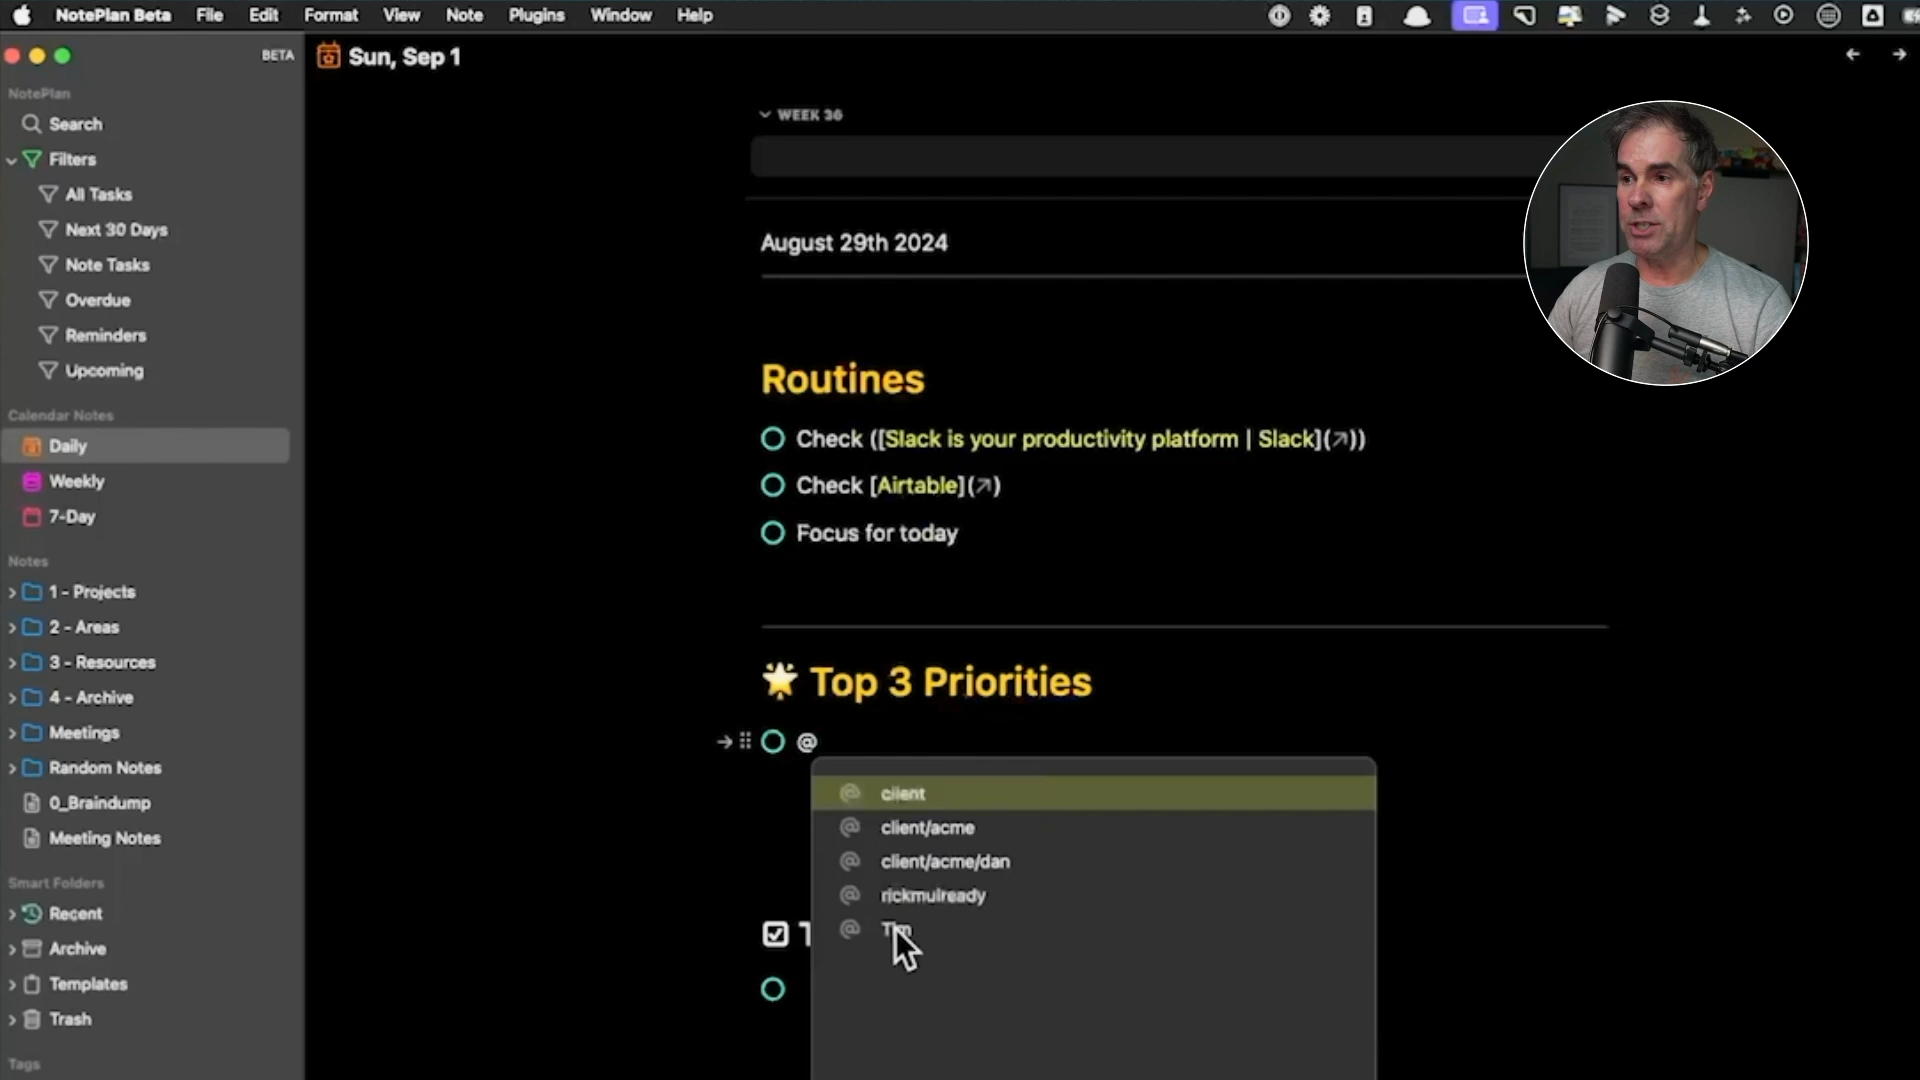 NotePlan Beta File Edit Format View Note Plugins Window Help
BETA
Sun, Sep 1
NotePlan
Search
Filters
All Tasks
Next 30 Days
Note Tasks
Overdue
Reminders
Upcoming
Calendar Notes
Daily
Weekly
7-Day
Notes
1 - Projects
2 - Areas
3 - Resources
4 - Archive
Meetings
Random Notes
0_Braindump
Meeting Notes
Smart Folders
Recent
Archive
Templates
Trash
Tags
WEEK 36
August 29th 2024
Routines
Check ([Slack is your productivity platform | Slack](↗))
Check [Airtable](↗)
Focus for today
🌟 Top 3 Priorities
@
@ client
@ client/acme
@ client/acme/dan
@ rickmulready
@ Tim